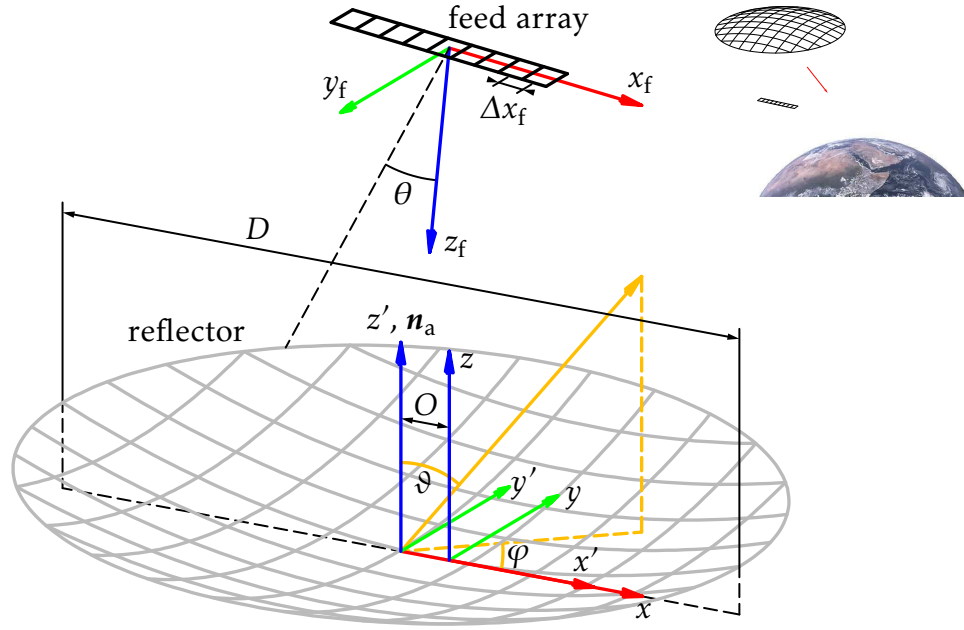 feed array
x_f
y_f
Δx_f
θ
D
z_f
reflector
z', n_a
z
O
ϑ
y'
y
φ
x'
x